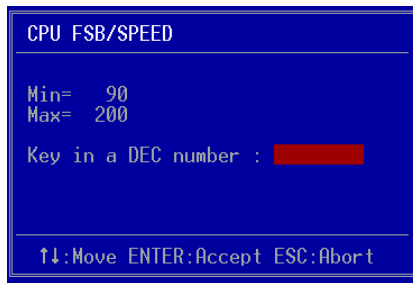 CPU FSB/SPEED
Min= 90
Max= 200
Key in a DEC number :
↑↓:Move ENTER:Accept ESC:Abort